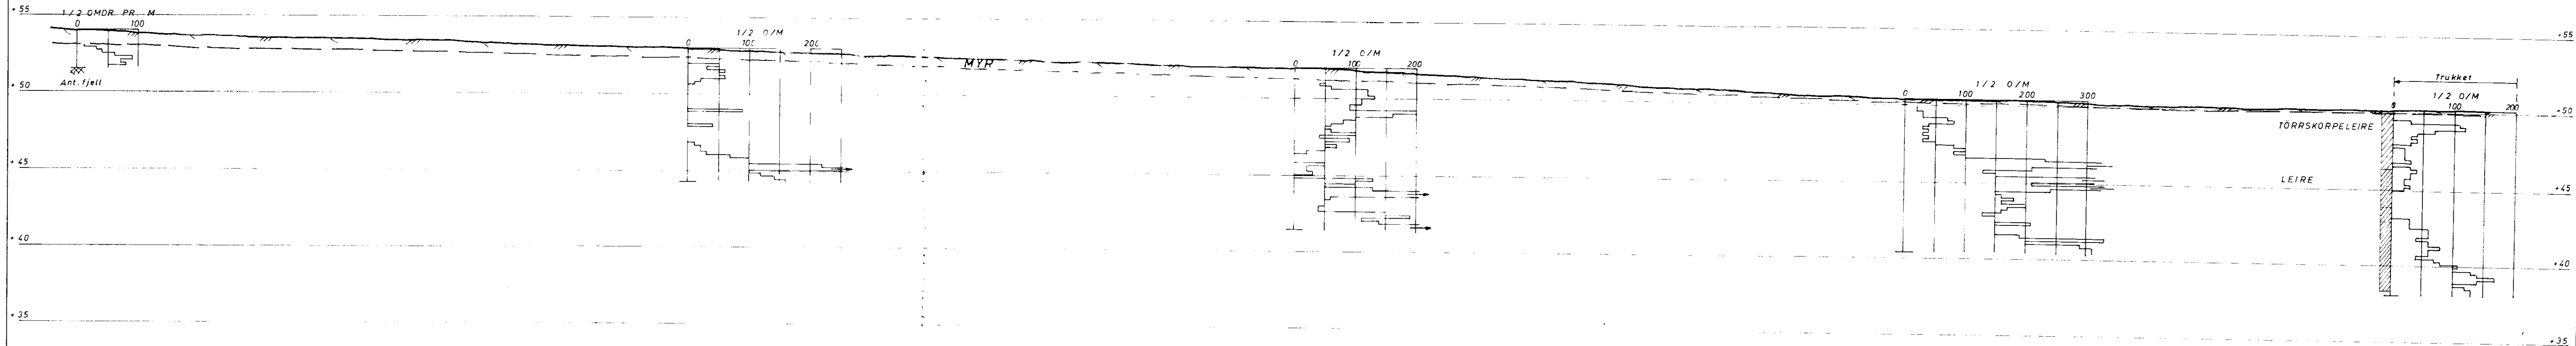 + 55
1/2 OMDR. PR. M
0 100
Ant. fjell
+ 50
+ 45
+ 40
+ 35
1/2 O/M
0 100 200
MYR
1/2 O/M
0 100 200
1/2 O/M
0 100 200 300
Trukket
1/2 O/M
0 100 200
TÖRRSKORPELEIRE
LEIRE
+ 55
+ 50
+ 45
+ 40
+ 35